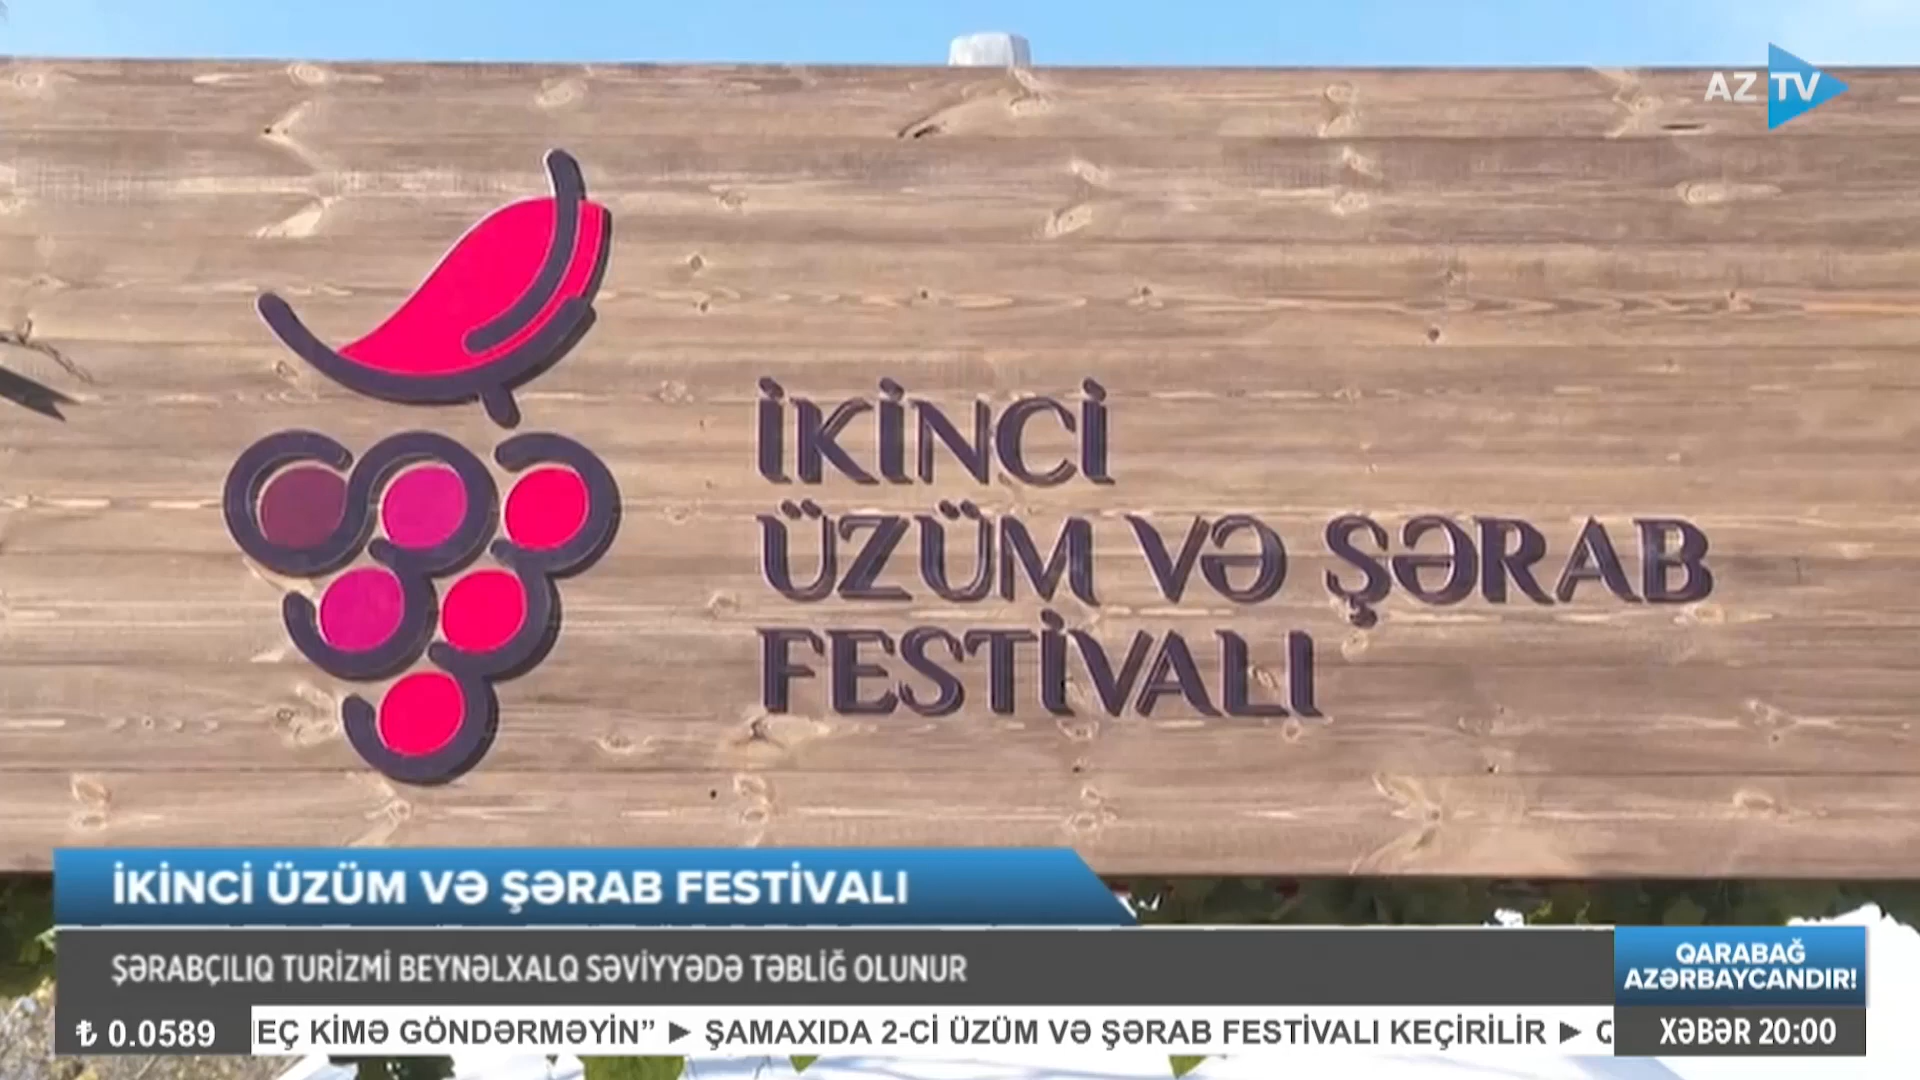 AZ TV
İKİNCİ
ÜZÜM VƏ ŞƏRAB
FESTİVALI
İKİNCİ ÜZÜM VƏ ŞƏRAB FESTİVALI
ŞƏRABÇILIQ TURİZMİ BEYNƏLXALQ SƏVİYYƏDƏ TƏBLİĞ OLUNUR
QARABAĞ
AZƏRBAYCANDIR!
₺ 0.0589
KİMƏ GÖNDƏRMƏYİN” ► ŞAMAXIDA 2-Cİ ÜZÜM VƏ ŞƏRAB FESTİVALI KEÇİRİLİR ►
XƏBƏR 20:00